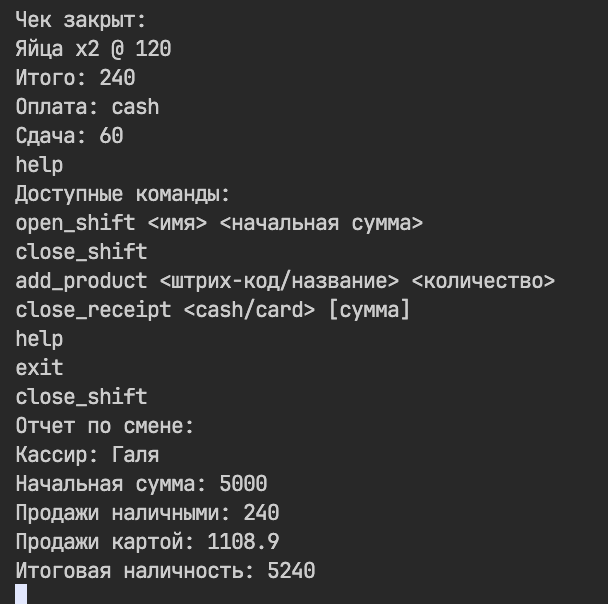 Чек закрыт:
Яйца x2 @ 120
Итого: 240
Оплата: cash
Сдача: 60
help
Доступные команды:
open_shift <имя> <начальная сумма>
close_shift
add_product <штрих-код/название> <количество>
close_receipt <cash/card> [сумма]
help
exit
close_shift
Отчет по смене:
Кассир: Галя
Начальная сумма: 5000
Продажи наличными: 240
Продажи картой: 1108.9
Итоговая наличность: 5240